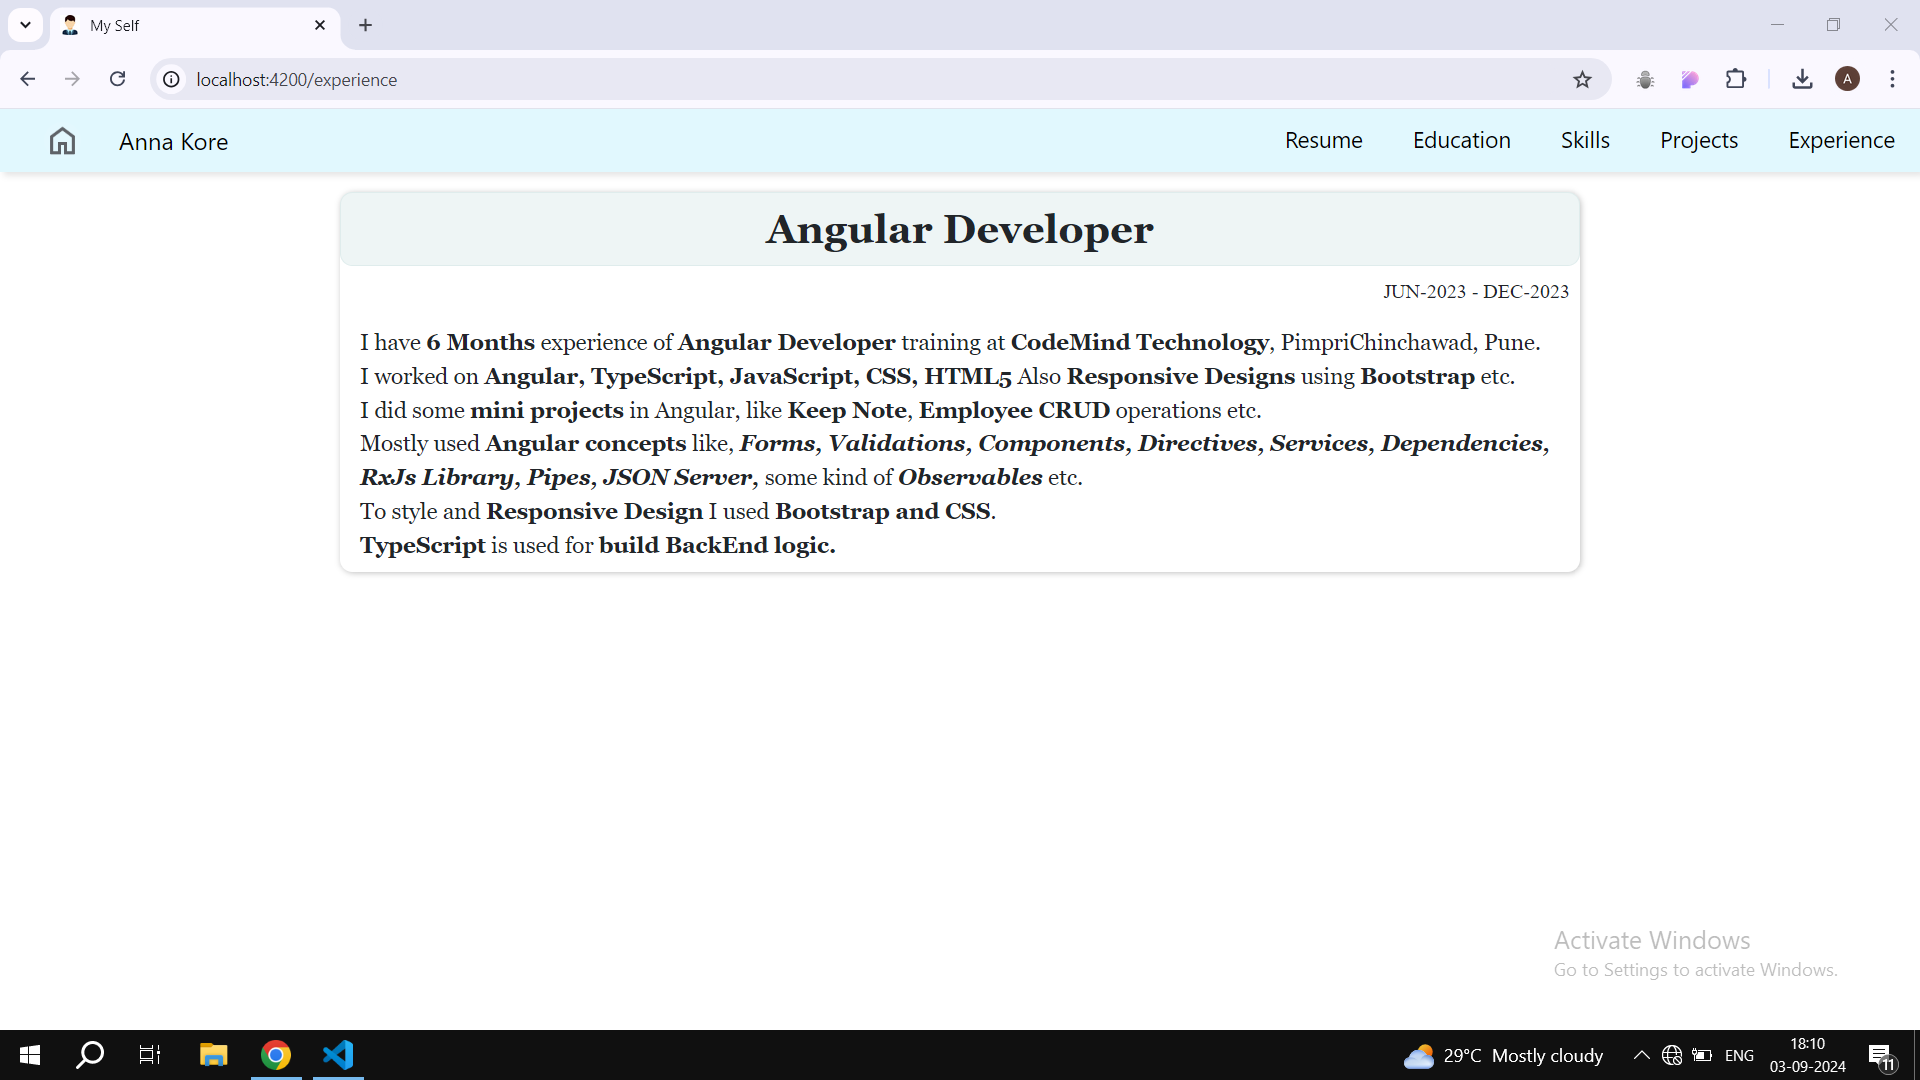 My Self
localhost:4200/experience
A
Anna Kore
Resume Education Skills Projects Experience
Angular Developer
JUN-2023 - DEC-2023
I have 6 Months experience of Angular Developer training at CodeMind Technology, PimpriChinchawad, Pune.
I worked on Angular, TypeScript, JavaScript, CSS, HTML5 Also Responsive Designs using Bootstrap etc.
I did some mini projects in Angular, like Keep Note, Employee CRUD operations etc.
Mostly used Angular concepts like, Forms, Validations, Components, Directives, Services, Dependencies,
RxJs Library, Pipes, JSON Server, some kind of Observables etc.
To style and Responsive Design I used Bootstrap and CSS.
TypeScript is used for build BackEnd logic.
Activate Windows
Go to Settings to activate Windows.
29°C Mostly cloudy
ENG
18:10
03-09-2024
11